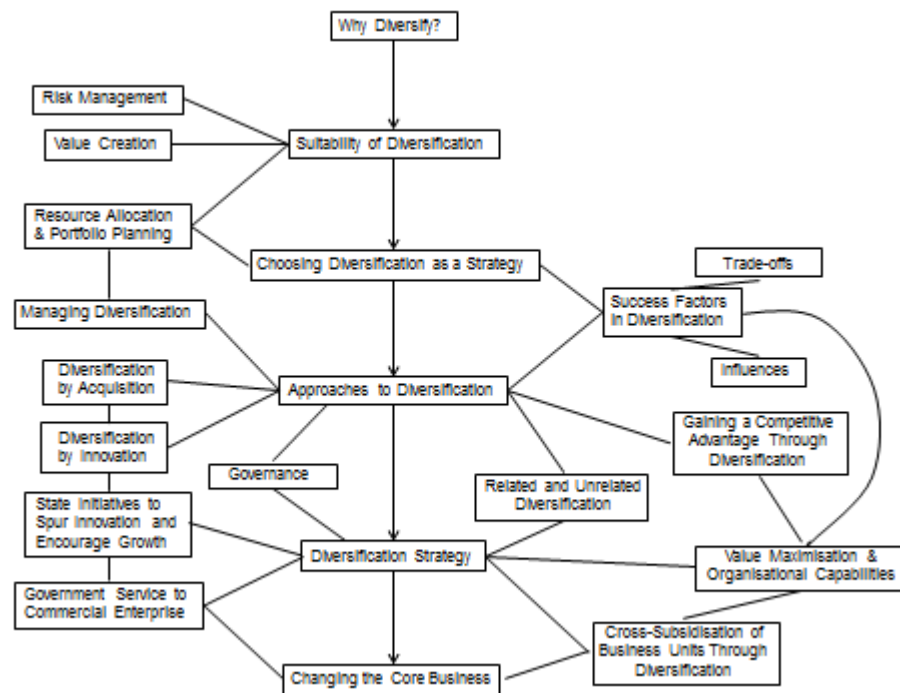 Why Diversify?
Risk Management
Value Creation
Suitability of Diversification
Resource Allocation
& Portfolio Planning
Choosing Diversification as a Strategy
Trade-offs
Success Factors
in Diversification
Managing Diversification
Influences
Diversification
by Acquisition
Approaches to Diversification
Gaining a Competitive
Advantage Through
Diversification
Diversification
by Innovation
Governance
Related and Unrelated
Diversification
State Initiatives to
Spur Innovation and
Encourage Growth
Diversification Strategy
Value Maximisation &
Organisational Capabilities
Government Service to
Commercial Enterprise
Cross-Subsidisation of
Business Units Through
Diversification
Changing the Core Business